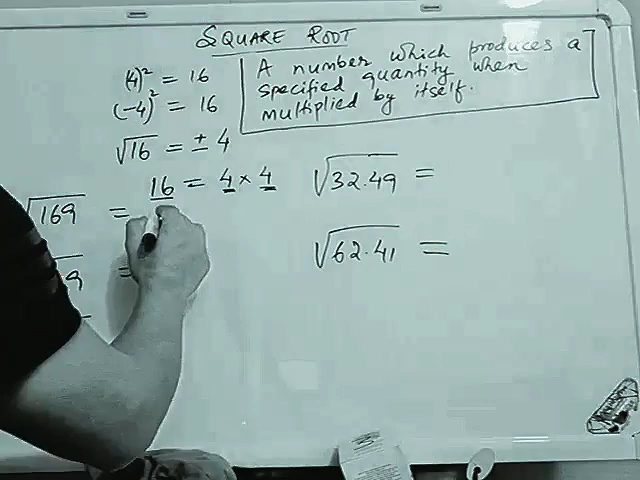 SQUARE ROOT
(4)² = 16
(-4)² = 16
√16 = ± 4
16 = 4 × 4
A number which produces a
specified quantity when
multiplied by itself.
√169 =
9 =
√32.49 =
√62.41 =